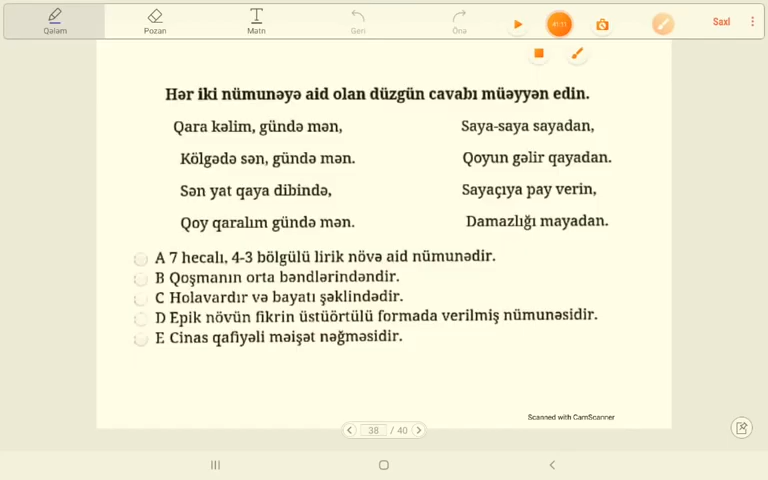 Qələm
Pozan
Mətn
Geri
Önə
41:11
Saxl
Hər iki nümunəyə aid olan düzgün cavabı müəyyən edin.
Qara kəlim, gündə mən,
Kölgədə sən, gündə mən.
Sən yat qaya dibində,
Qoy qaralım gündə mən.
Saya-saya sayadan,
Qoyun gəlir qayadan.
Sayaçıya pay verin,
Damazlığı mayadan.
A 7 hecalı, 4-3 bölgülü lirik növə aid nümunədir.
B Qoşmanın orta bəndlərindəndir.
C Holavardır və bayatı şəklindədir.
D Epik növün fikrin üstüörtülü formada verilmiş nümunəsidir.
E Cinas qafiyəli məişət nəğməsidir.
Scanned with CamScanner
38 / 40